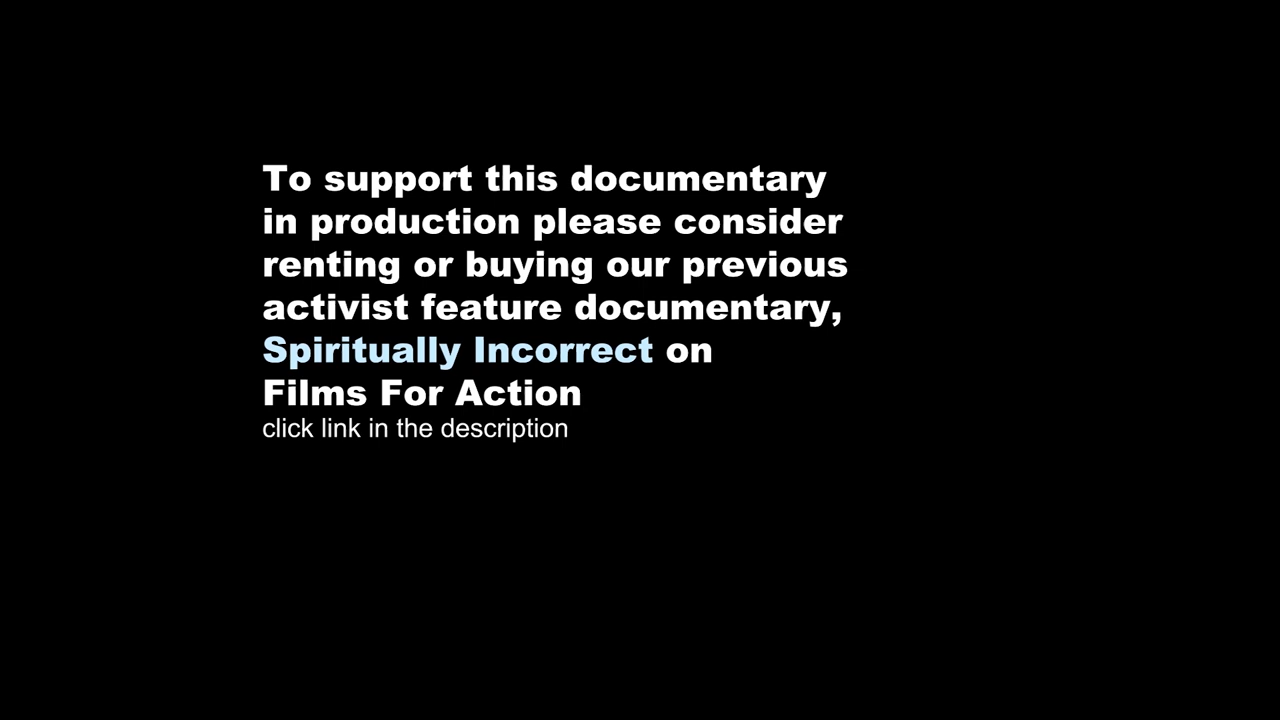 To support this documentary
in production please consider
renting or buying our previous
activist feature documentary,
Spiritually Incorrect on
Films For Action
click link in the description